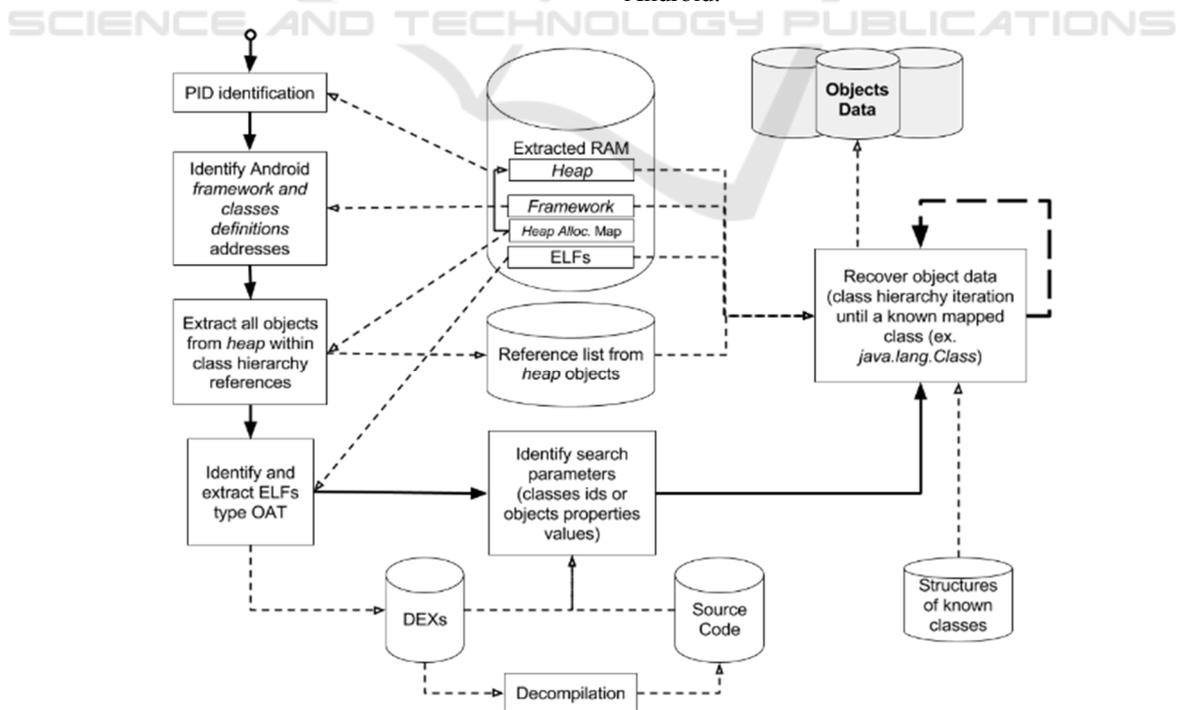 Android.
SCIENCE AND TECHNOLOGY PUBLICATIONS
PID identification
Identify Android
framework and
classes
definitions
addresses
Extract all objects
from heap within
class hierarchy
references
Identify and
extract ELFs
type OAT
Extracted RAM
Heap
Framework
Heap Alloc. Map
ELFs
Reference list from
heap objects
Identify search
parameters
(classes ids or
objects properties
values)
DEXs
Source
Code
Decompilation
Objects
Data
Recover object data
(class hierarchy iteration
until a known mapped
class (ex.
java.lang.Class)
Structures
of known
classes